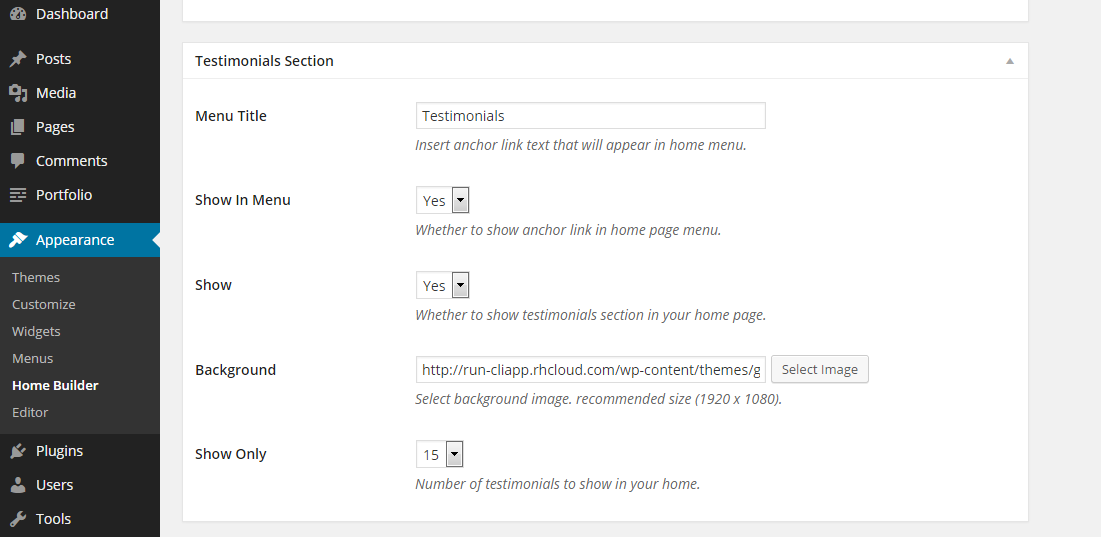 Dashboard
Posts
Media
Pages
Comments
Portfolio
Appearance
Themes
Customize
Widgets
Menus
Home Builder
Editor
Plugins
Users
Tools
Testimonials Section
Menu Title
Testimonials
Insert anchor link text that will appear in home menu.
Show In Menu
Yes
Whether to show anchor link in home page menu.
Show
Yes
Whether to show testimonials section in your home page.
Background
http://run-cliapp.rhcloud.com/wp-content/themes/g
Select Image
Select background image. recommended size (1920 x 1080).
Show Only
15
Number of testimonials to show in your home.